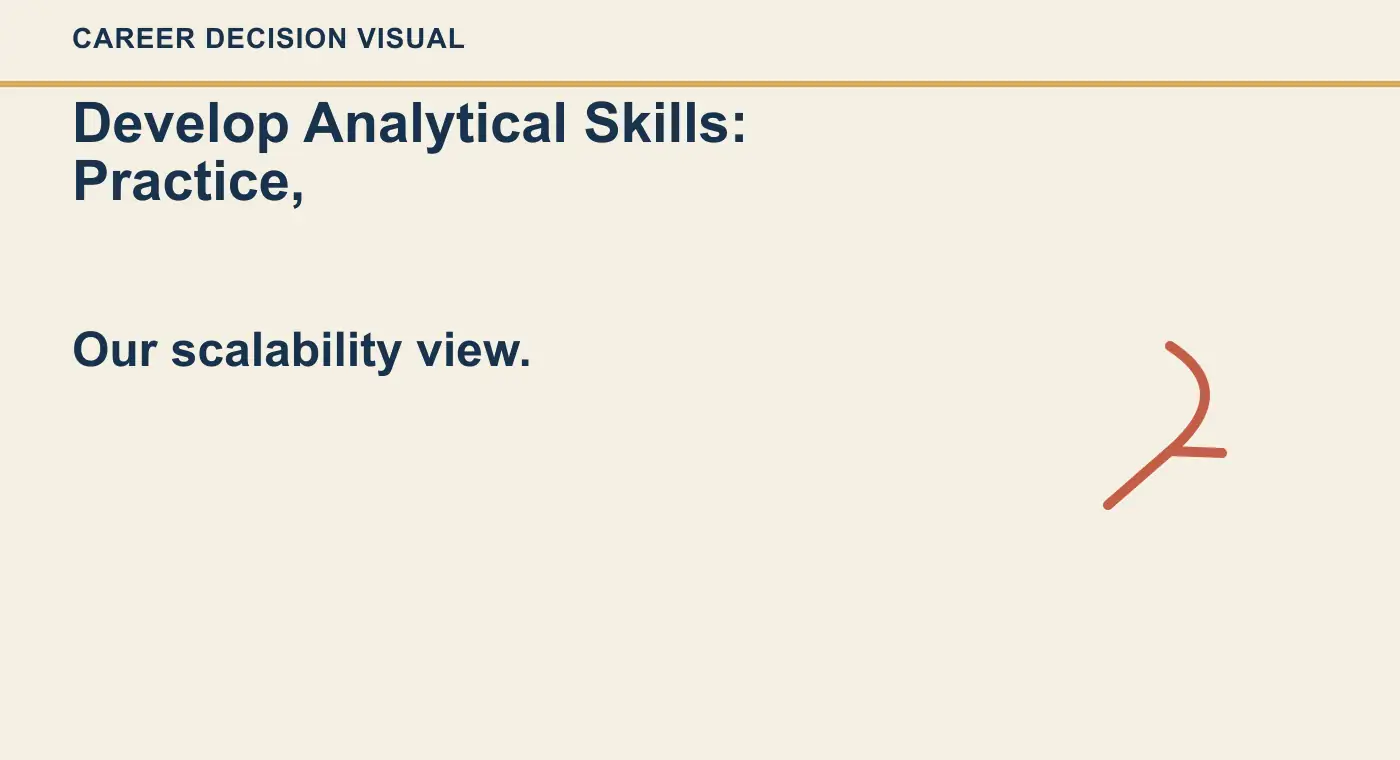 CAREER DECISION VISUAL
Develop Analytical Skills:
Practice,
Our scalability view.